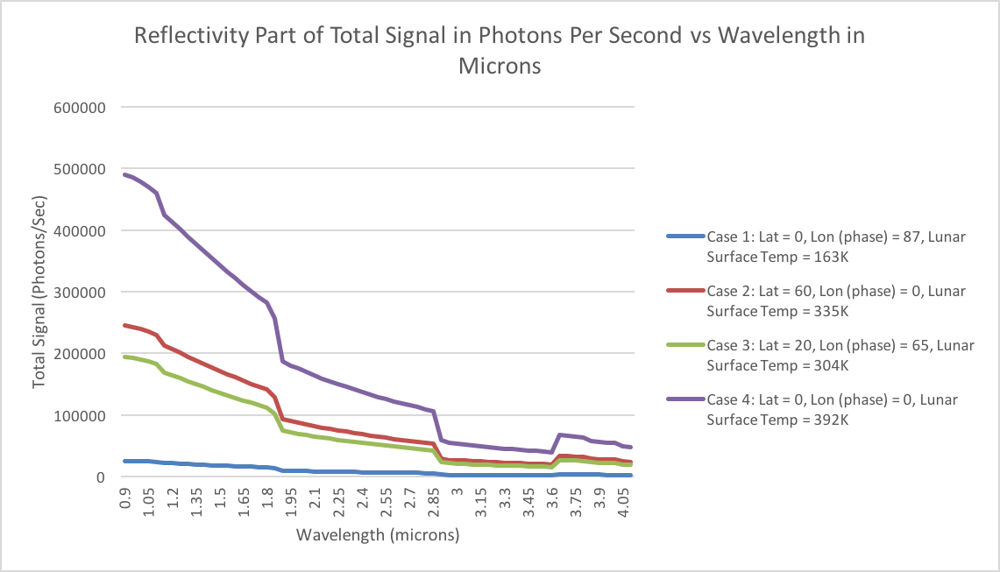 Reflectivity Part of Total Signal in Photons Per Second vs Wavelength in
Microns
600000
500000
400000
300000
200000
100000
0
Total Signal (Photons/Sec)
0.9
1.05
1.2
1.35
1.5
1.65
1.8
1.95
2.1
2.25
2.4
2.55
2.7
2.85
3
3.15
3.3
3.45
3.6
3.75
3.9
4.05
Wavelength (microns)
Case 1: Lat = 0, Lon (phase) = 87, Lunar
Surface Temp = 163K
Case 2: Lat = 60, Lon (phase) = 0, Lunar
Surface Temp = 335K
Case 3: Lat = 20, Lon (phase) = 65, Lunar
Surface Temp = 304K
Case 4: Lat = 0, Lon (phase) = 0, Lunar
Surface Temp = 392K